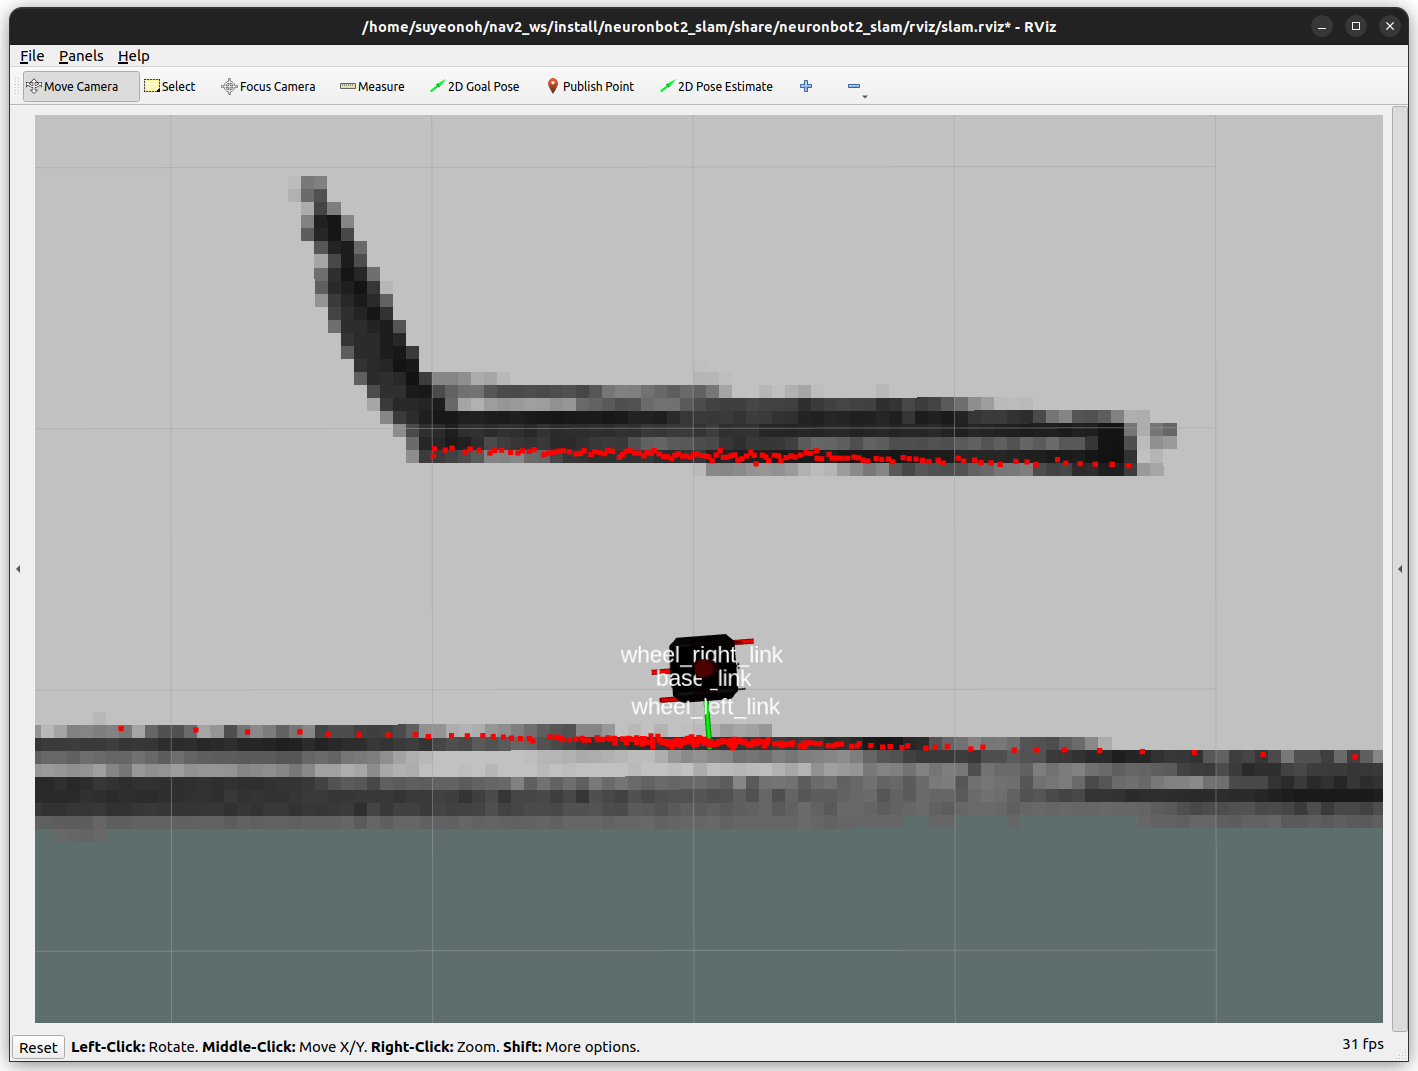 /home/suyeonoh/nav2_ws/install/neuronbot2_slam/share/neuronbot2_slam/rviz/slam.rviz* - RViz
File Panels Help
Move Camera Select Focus Camera Measure 2D Goal Pose Publish Point 2D Pose Estimate
wheel_right_link
base_link
wheel_left_link
Reset Left-Click: Rotate. Middle-Click: Move X/Y. Right-Click: Zoom. Shift: More options. 31 fps